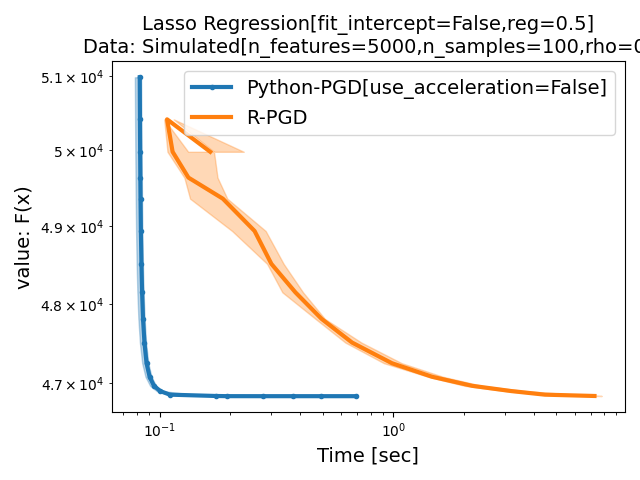 Lasso Regression[fit_intercept=False,reg=0.5]
Data: Simulated[n_features=5000,n_samples=100,rho=0
Python-PGD[use_acceleration=False]
R-PGD
value: F(x)
5.1 × 10⁴
5 × 10⁴
4.9 × 10⁴
4.8 × 10⁴
4.7 × 10⁴
10⁻¹ 10⁰
Time [sec]